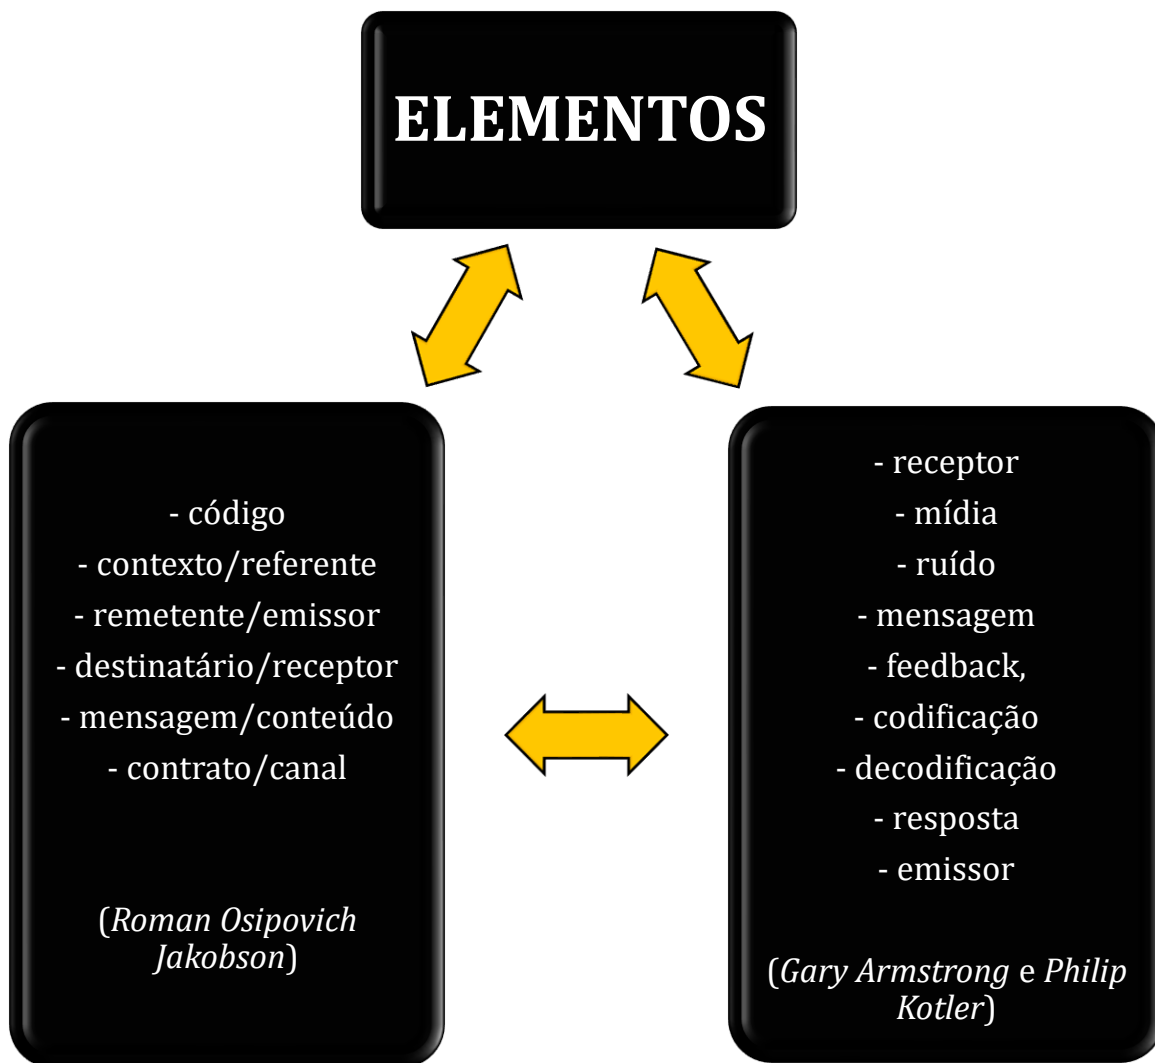 ELEMENTOS
- código
- contexto/referente
- remetente/emissor
- destinatário/receptor
- mensagem/conteúdo
- contrato/canal
(Roman Osipovich
Jakobson)
- receptor
- mídia
- ruído
- mensagem
- feedback,
- codificação
- decodificação
- resposta
- emissor
(Gary Armstrong e Philip
Kotler)